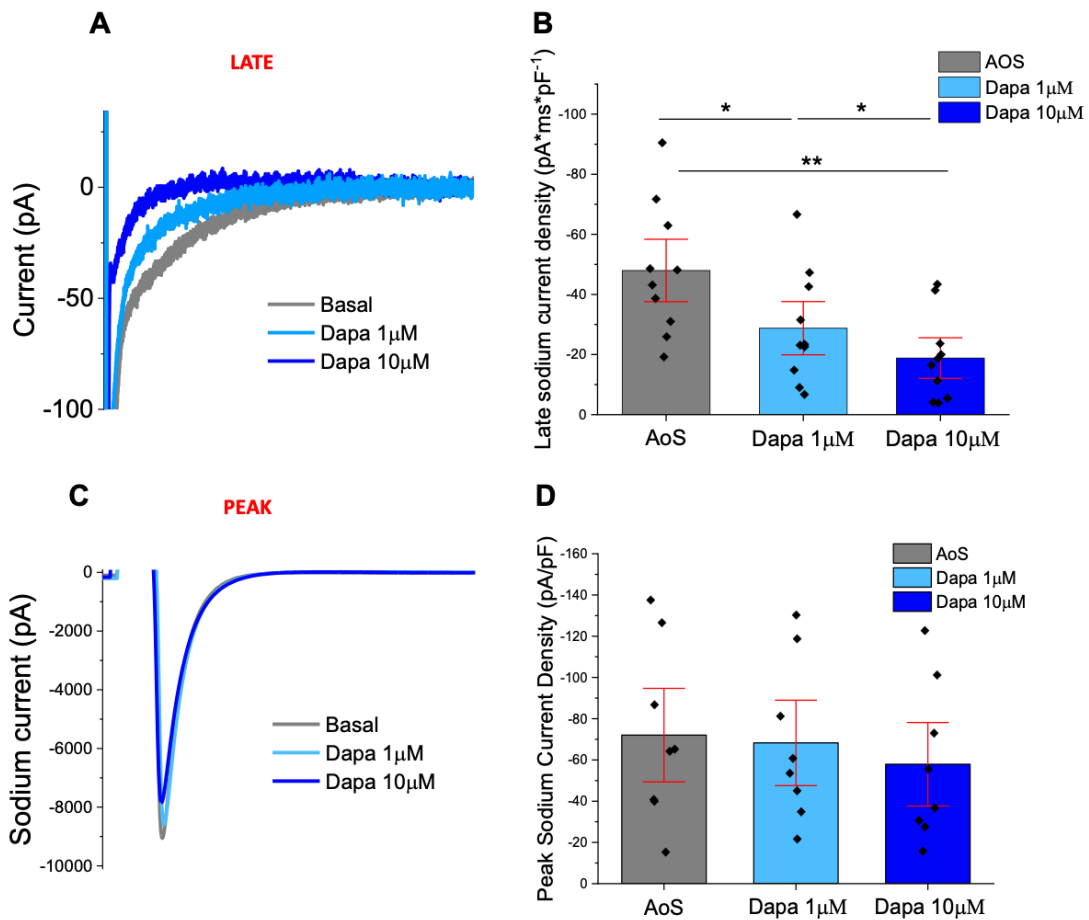 A
LATE
Current (pA)
0
-50
-100
Basal
Dapa 1μM
Dapa 10μM
B
AOS
Dapa 1μM
Dapa 10μM
Late sodium current density (pA*ms*pF⁻¹)
-100
-80
-60
-40
-20
0
*
*
**
AoS
Dapa 1μM
Dapa 10μM
C
PEAK
Sodium current (pA)
0
-2000
-4000
-6000
-8000
-10000
Basal
Dapa 1μM
Dapa 10μM
D
AoS
Dapa 1μM
Dapa 10μM
Peak Sodium Current Density (pA/pF)
-160
-140
-120
-100
-80
-60
-40
-20
0
AoS
Dapa 1μM
Dapa 10μM